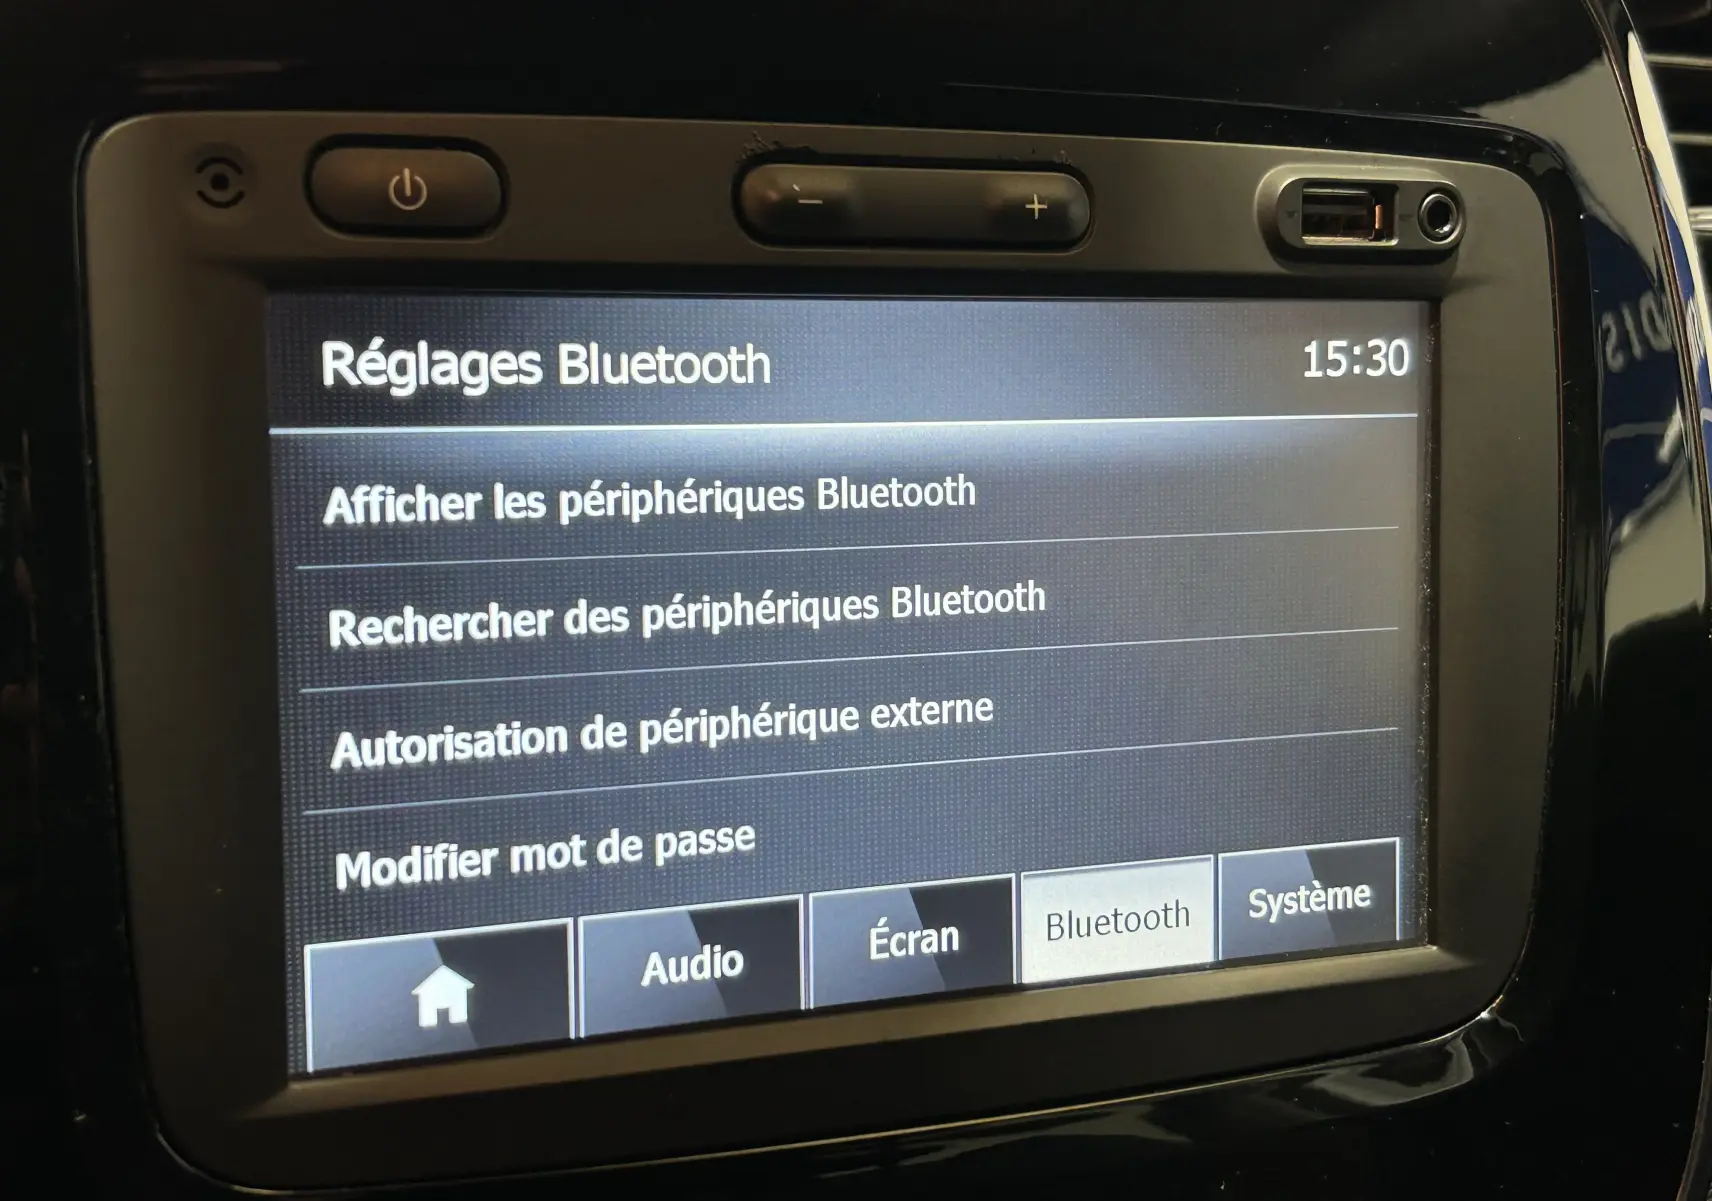 Réglages Bluetooth
15:30
Afficher les périphériques Bluetooth
Rechercher des périphériques Bluetooth
Autorisation de périphérique externe
Modifier mot de passe
Audio
Écran
Bluetooth
Système